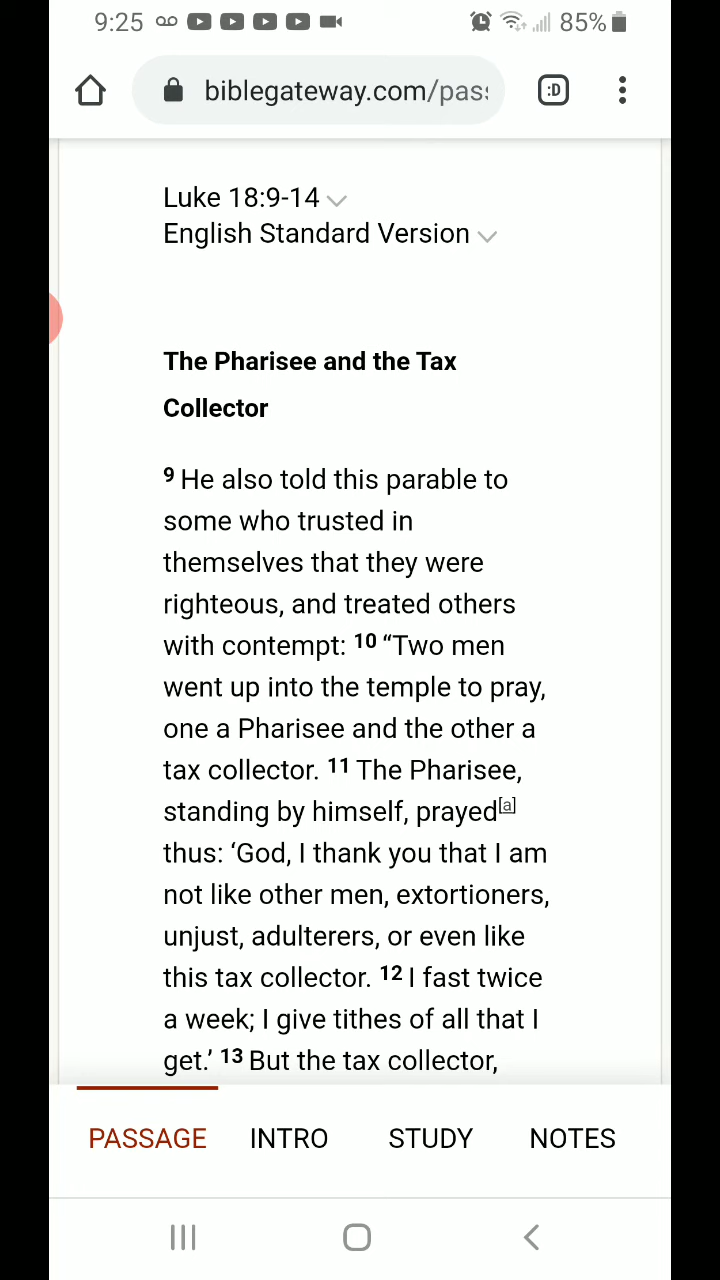 9:25 85%
:D
biblegateway.com/pas
Luke 18:9-14
English Standard Version
The Pharisee and the Tax
Collector
9 He also told this parable to
some who trusted in
themselves that they were
righteous, and treated others
with contempt: 10 “Two men
went up into the temple to pray,
one a Pharisee and the other a
tax collector. 11 The Pharisee,
standing by himself, prayed[a]
thus: ‘God, I thank you that I am
not like other men, extortioners,
unjust, adulterers, or even like
this tax collector. 12 I fast twice
a week; I give tithes of all that I
get.’ 13 But the tax collector,
PASSAGE INTRO STUDY NOTES